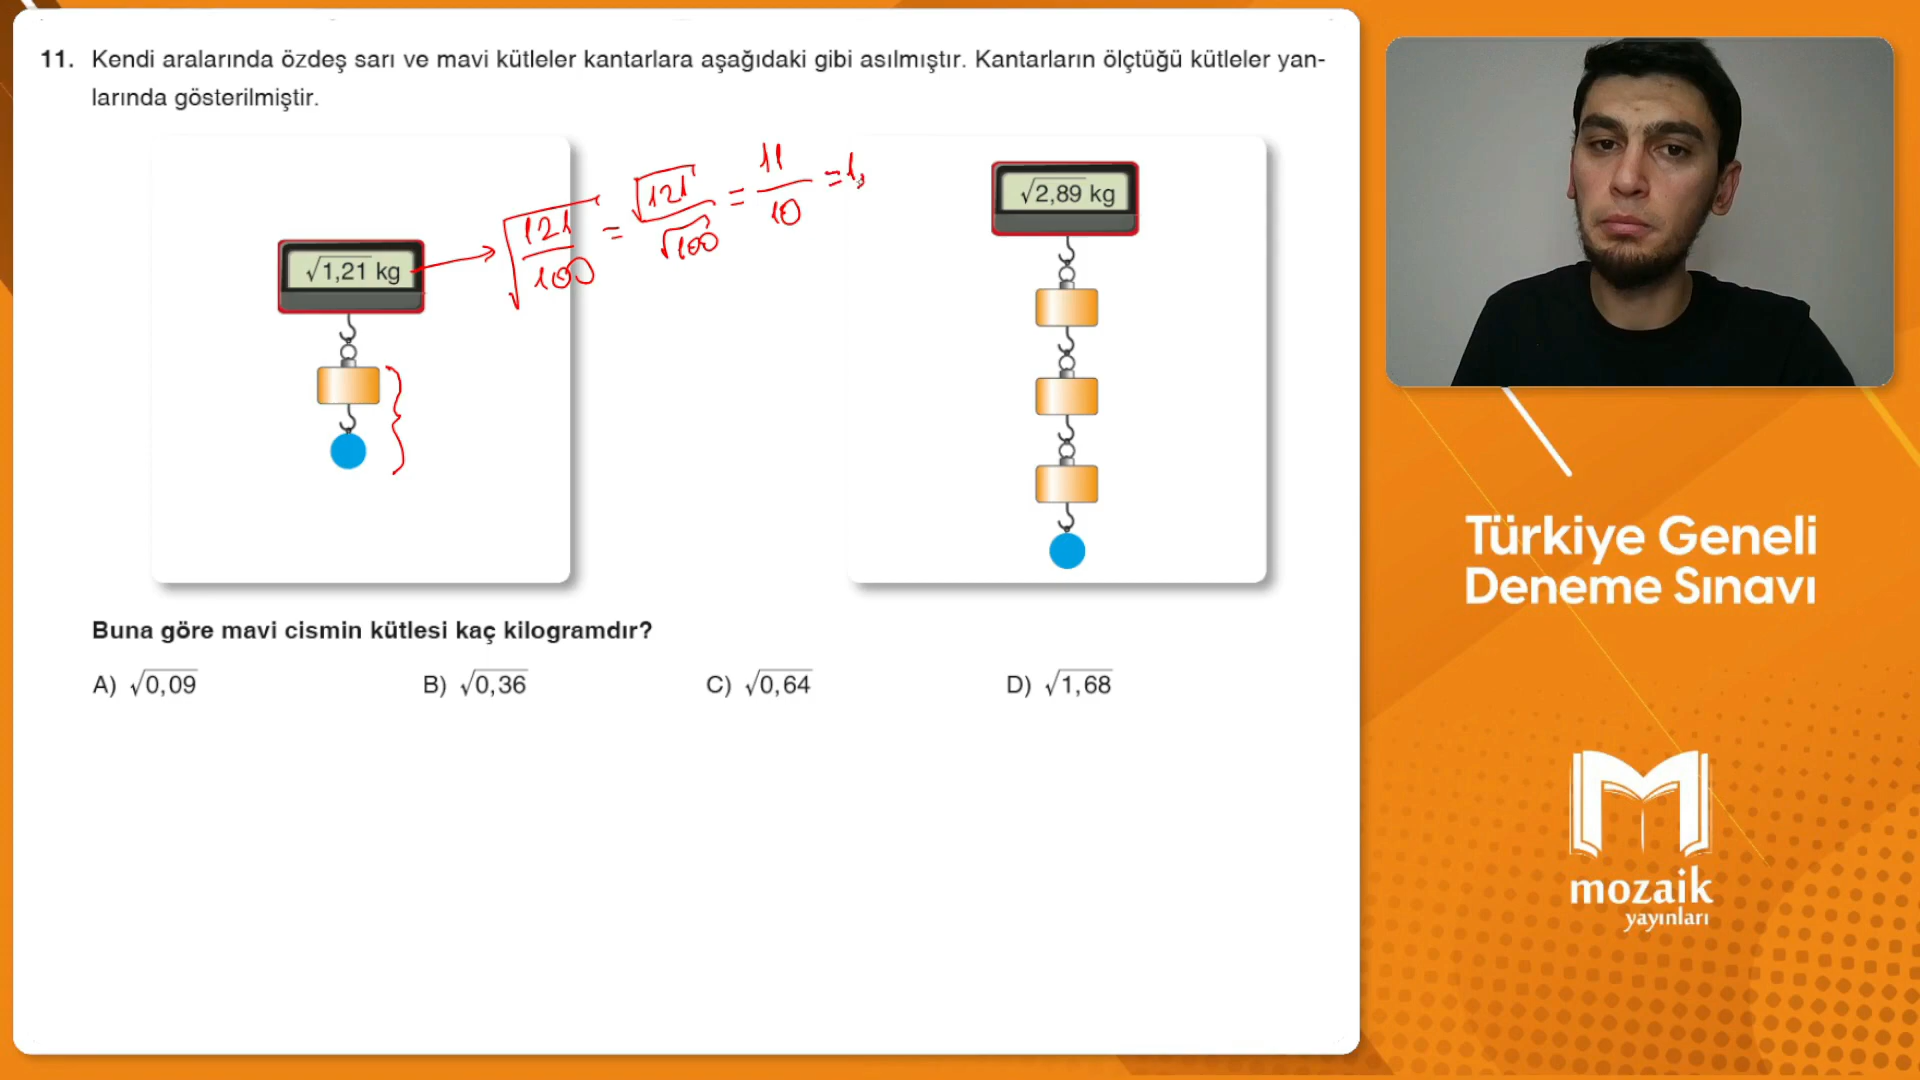 11. Kendi aralarında özdeş sarı ve mavi kütleler kantarlara aşağıdaki gibi asılmıştır. Kantarların ölçtüğü kütleler yan-
larında gösterilmiştir.
√1,21 kg
√(121/100) = √121/√100 = 11/10 = 1,
√2,89 kg
Buna göre mavi cismin kütlesi kaç kilogramdır?
A) √0,09 B) √0,36 C) √0,64 D) √1,68
Türkiye Geneli
Deneme Sınavı
mozaik
yayınları